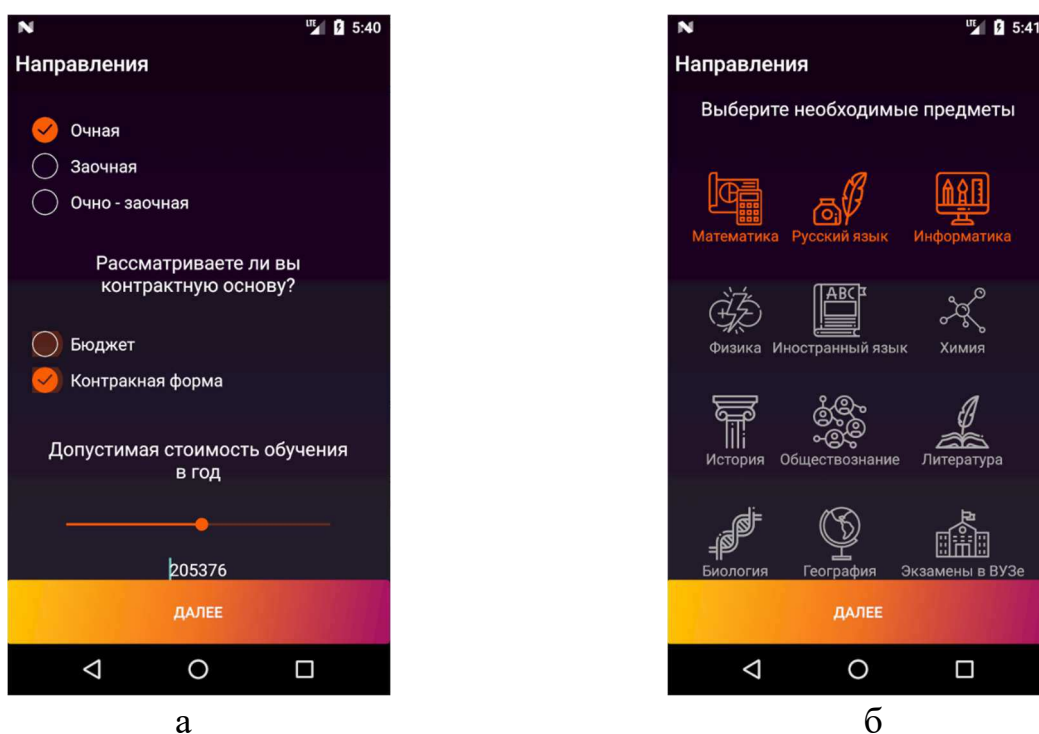 LTE 5:40
Направления
Очная
Заочная
Очно - заочная
Рассматриваете ли вы
контрактную основу?
Бюджет
Контракная форма
Допустимая стоимость обучения
в год
205376
ДАЛЕЕ
а
LTE 5:41
Направления
Выберите необходимые предметы
Математика Русский язык Информатика
ABC
Физика Иностранный язык Химия
История Обществознание Литература
Биология География Экзамены в ВУЗе
ДАЛЕЕ
б